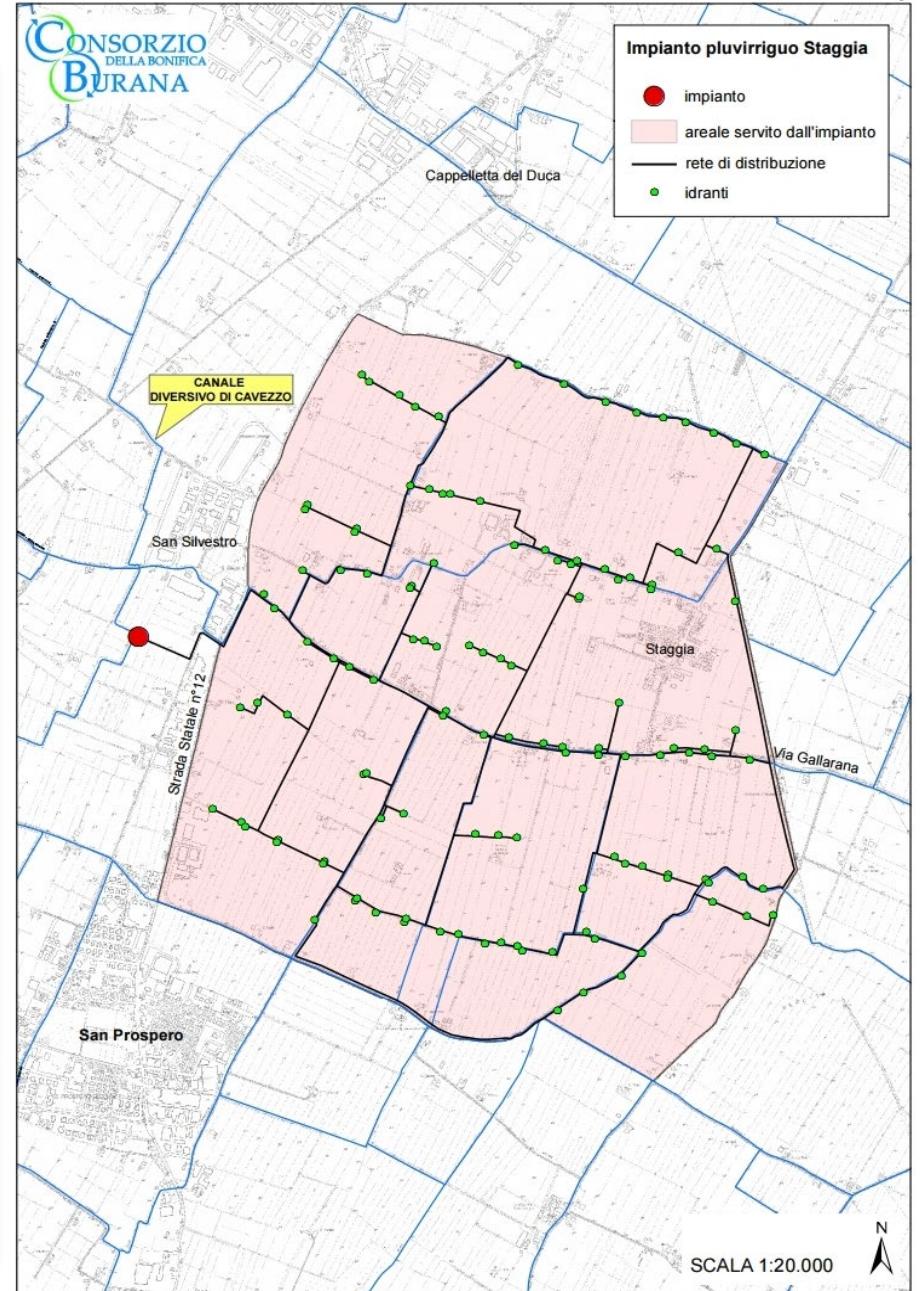 CONSORZIO
DELLA BONIFICA
BURANA
Impianto pluvirriguo Staggia
impianto
areale servito dall'impianto
rete di distribuzione
idranti
Cappelletta del Duca
CANALE
DIVERSIVO DI CAVEZZO
San Silvestro
Staggia
Strada Statale n°12
Via Gallarana
San Prospero
N
SCALA 1:20.000